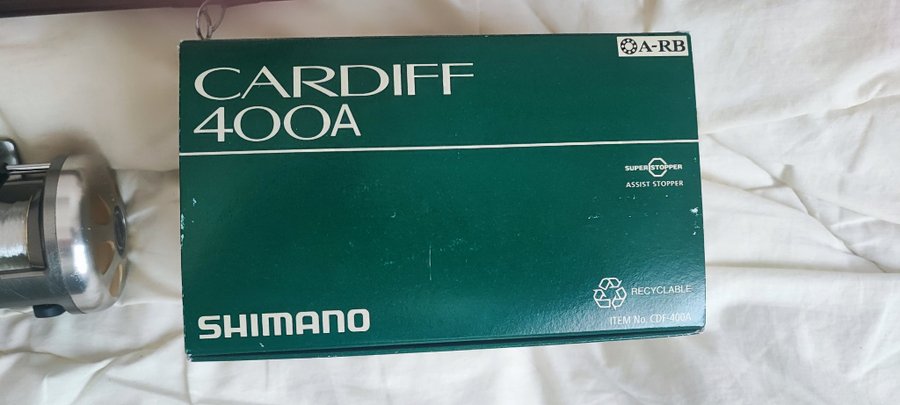 A-RB
CARDIFF
400A
SUPER STOPPER
ASSIST STOPPER
RECYCLABLE
SHIMANO
ITEM No. CDF-400A